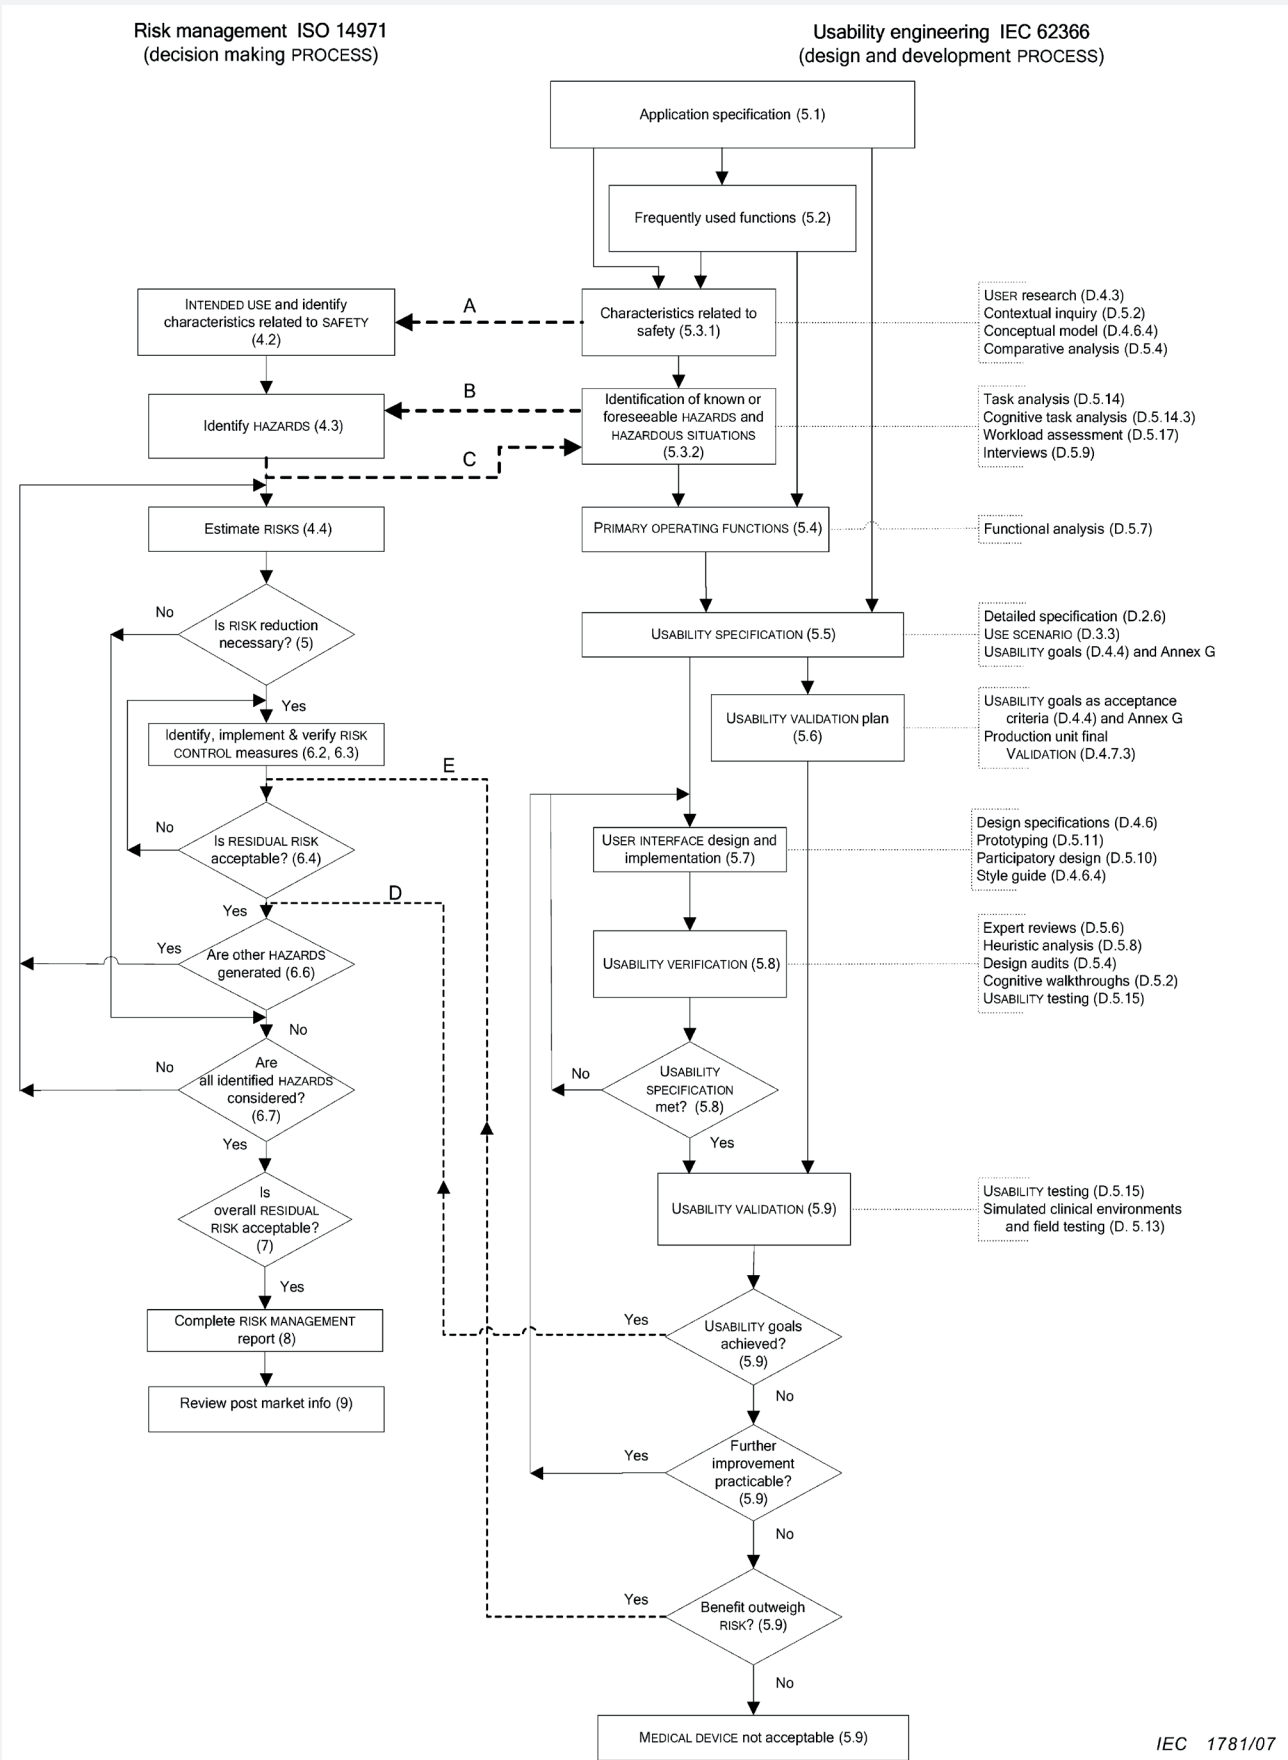 Risk management ISO 14971
(decision making PROCESS)
Usability engineering IEC 62366
(design and development PROCESS)
Application specification (5.1)
Frequently used functions (5.2)
INTENDED USE and identify
characteristics related to SAFETY
(4.2)
A
Characteristics related to
safety (5.3.1)
USER research (D.4.3)
Contextual inquiry (D.5.2)
Conceptual model (D.4.6.4)
Comparative analysis (D.5.4)
Identify HAZARDS (4.3)
B
C
Identification of known or
foreseeable HAZARDS and
HAZARDOUS SITUATIONS
(5.3.2)
Task analysis (D.5.14)
Cognitive task analysis (D.5.14.3)
Workload assessment (D.5.17)
Interviews (D.5.9)
Estimate RISKS (4.4)
PRIMARY OPERATING FUNCTIONS (5.4)
Functional analysis (D.5.7)
No
Is RISK reduction
necessary? (5)
Yes
USABILITY SPECIFICATION (5.5)
Detailed specification (D.2.6)
USE SCENARIO (D.3.3)
USABILITY goals (D.4.4) and Annex G
USABILITY VALIDATION plan
(5.6)
USABILITY goals as acceptance
criteria (D.4.4) and Annex G
Production unit final
VALIDATION (D.4.7.3)
Identify, implement & verify RISK
CONTROL measures (6.2, 6.3)
E
No
Is RESIDUAL RISK
acceptable? (6.4)
Yes
USER INTERFACE design and
implementation (5.7)
Design specifications (D.4.6)
Prototyping (D.5.11)
Participatory design (D.5.10)
Style guide (D.4.6.4)
D
Yes
Are other HAZARDS
generated (6.6)
No
USABILITY VERIFICATION (5.8)
Expert reviews (D.5.6)
Heuristic analysis (D.5.8)
Design audits (D.5.4)
Cognitive walkthroughs (D.5.2)
USABILITY testing (D.5.15)
No
Are
all identified HAZARDS
considered?
(6.7)
Yes
No
USABILITY
SPECIFICATION
met? (5.8)
Yes
Is
overall RESIDUAL
RISK acceptable?
(7)
Yes
USABILITY VALIDATION (5.9)
USABILITY testing (D.5.15)
Simulated clinical environments
and field testing (D. 5.13)
Complete RISK MANAGEMENT
report (8)
Yes
USABILITY goals
achieved?
(5.9)
No
Review post market info (9)
Yes
Further
improvement
practicable?
(5.9)
No
Yes
Benefit outweigh
RISK? (5.9)
No
MEDICAL DEVICE not acceptable (5.9)
IEC 1781/07